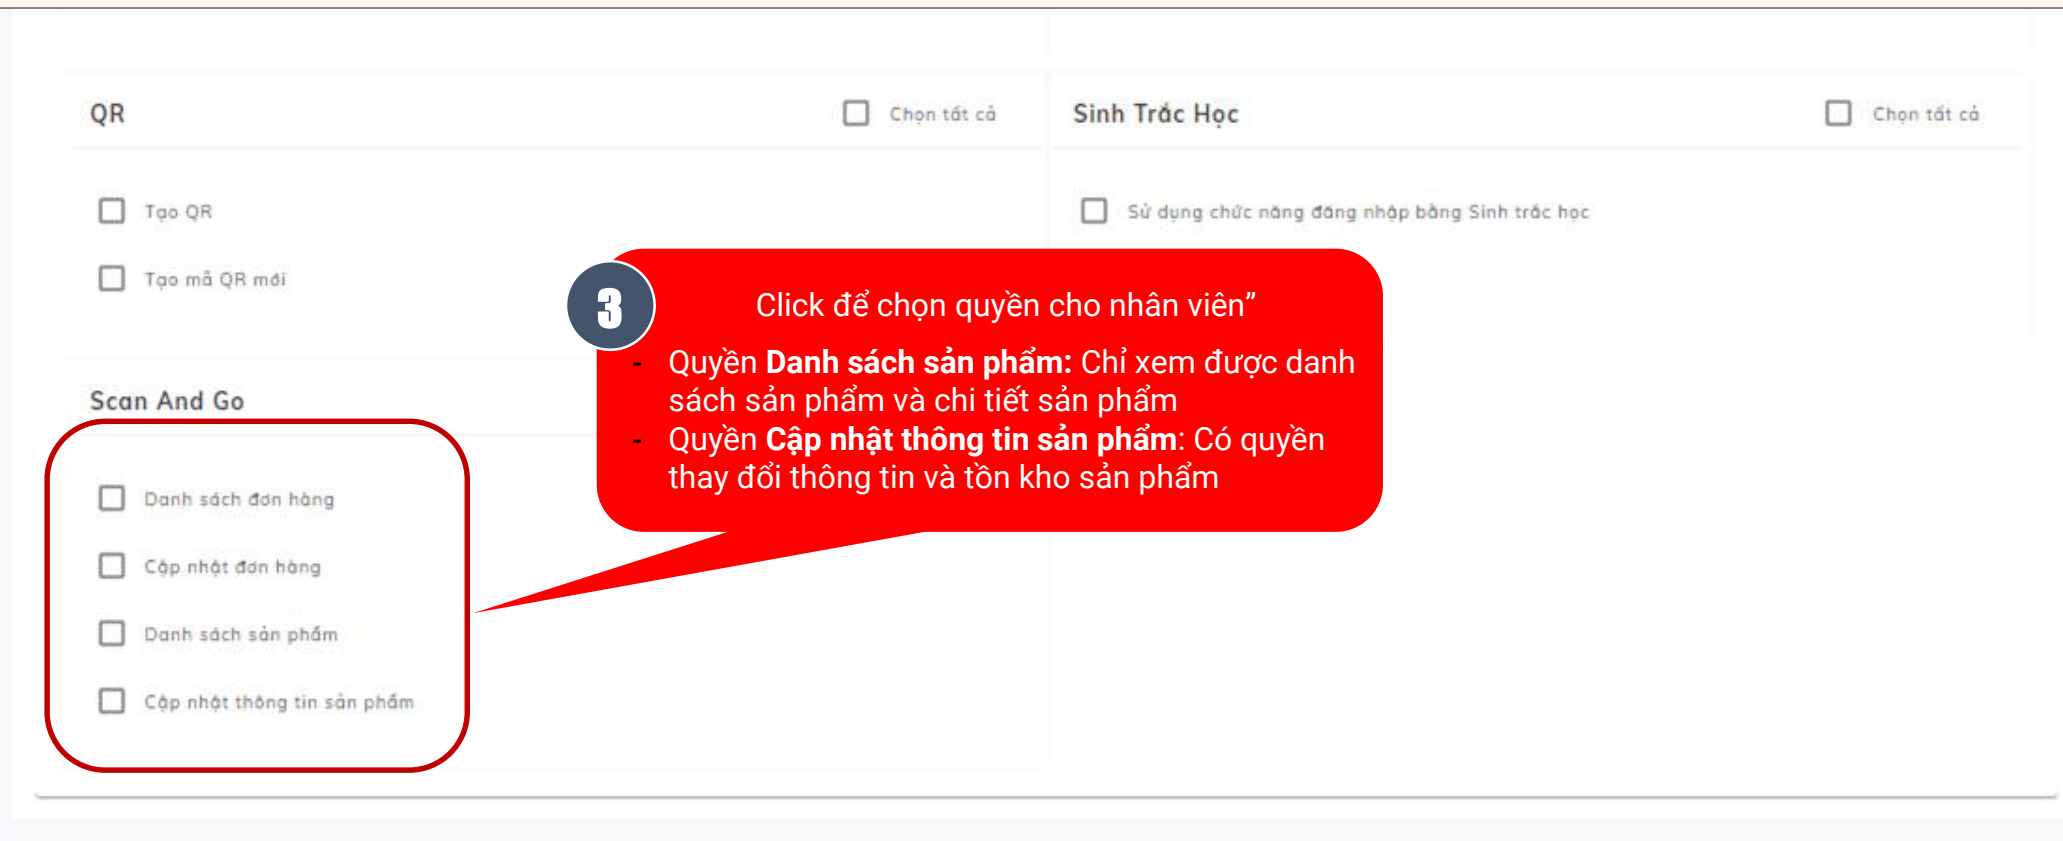 QR
Chọn tất cả
Sinh Trắc Học
Chọn tất cả
Tạo QR
Sử dụng chức năng đăng nhập bằng Sinh trắc học
Tạo mã QR mới
3
Click để chọn quyền cho nhân viên”
- Quyền Danh sách sản phẩm: Chỉ xem được danh
sách sản phẩm và chi tiết sản phẩm
- Quyền Cập nhật thông tin sản phẩm: Có quyền
thay đổi thông tin và tồn kho sản phẩm
Scan And Go
Danh sách đơn hàng
Cập nhật đơn hàng
Danh sách sản phẩm
Cập nhật thông tin sản phẩm